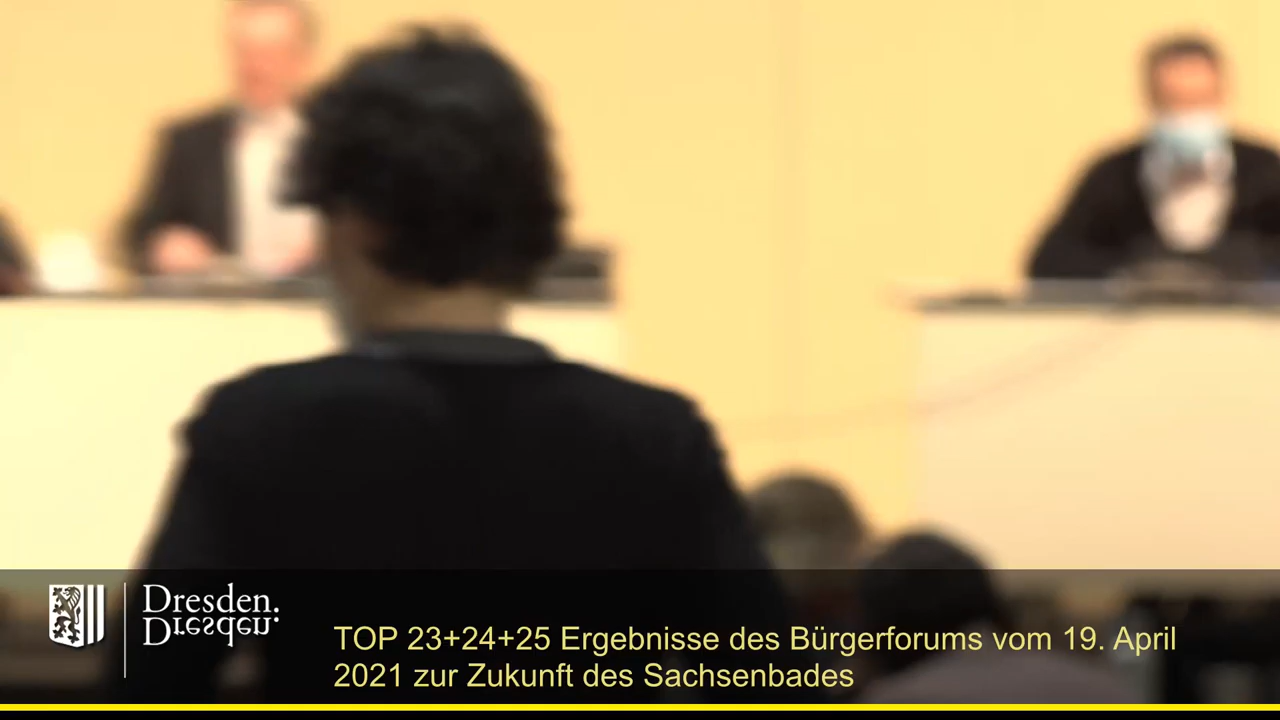 Dresden.
Dresden.
TOP 23+24+25 Ergebnisse des Bürgerforums vom 19. April
2021 zur Zukunft des Sachsenbades